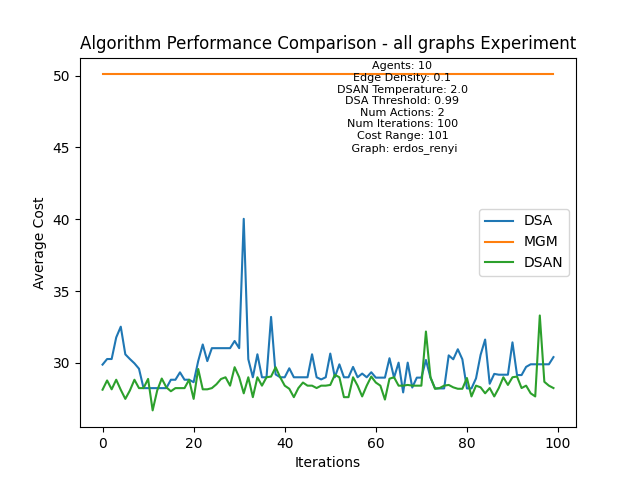 Algorithm Performance Comparison - all graphs Experiment
Agents: 10
Edge Density: 0.1
DSAN Temperature: 2.0
DSA Threshold: 0.99
Num Actions: 2
Num Iterations: 100
Cost Range: 101
Graph: erdos_renyi
50
45
40
35
30
Average Cost
DSA
MGM
DSAN
0
20
40
60
80
100
Iterations